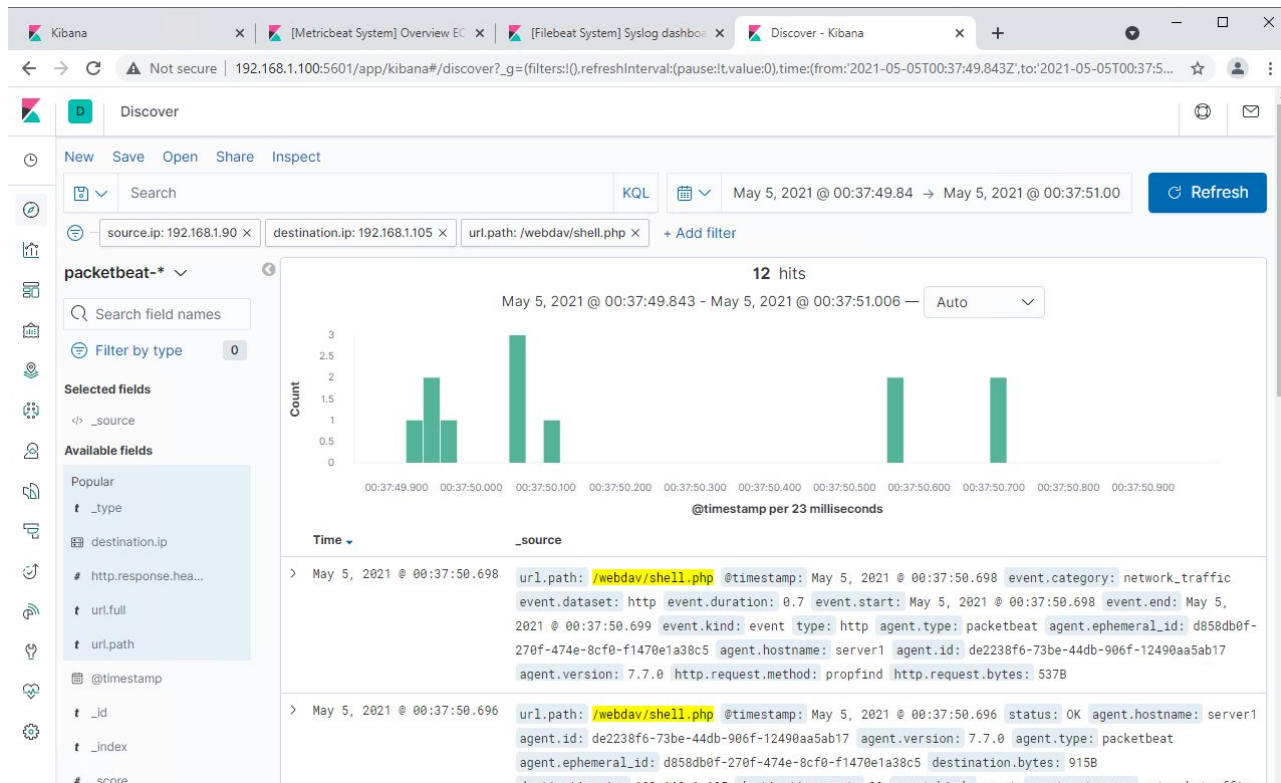 Kibana
[Metricbeat System] Overview EC
[Filebeat System] Syslog dashboa
Discover - Kibana
Not secure | 192.168.1.100:5601/app/kibana#/discover?_g=(filters:!(),refreshInterval:(pause:!t,value:0),time:(from:'2021-05-05T00:37:49.843Z',to:'2021-05-05T00:37:5...
D Discover
New Save Open Share Inspect
Search KQL May 5, 2021 @ 00:37:49.84 → May 5, 2021 @ 00:37:51.00 Refresh
source.ip: 192.168.1.90 × destination.ip: 192.168.1.105 × url.path: /webdav/shell.php × + Add filter
packetbeat-*
Search field names
Filter by type 0
Selected fields
</> _source
Available fields
Popular
t _type
destination.ip
# http.response.hea...
t url.full
t url.path
@timestamp
t _id
t _index
# _score
12 hits
May 5, 2021 @ 00:37:49.843 - May 5, 2021 @ 00:37:51.006 — Auto
3
2.5
2
1.5
1
0.5
0
Count
00:37:49.900 00:37:50.000 00:37:50.100 00:37:50.200 00:37:50.300 00:37:50.400 00:37:50.500 00:37:50.600 00:37:50.700 00:37:50.800 00:37:50.900
@timestamp per 23 milliseconds
Time _source
> May 5, 2021 @ 00:37:50.698 url.path: /webdav/shell.php @timestamp: May 5, 2021 @ 00:37:50.698 event.category: network_traffic
event.dataset: http event.duration: 0.7 event.start: May 5, 2021 @ 00:37:50.698 event.end: May 5,
2021 @ 00:37:50.699 event.kind: event type: http agent.type: packetbeat agent.ephemeral_id: d858db0f-
270f-474e-8cf0-f1470e1a38c5 agent.hostname: server1 agent.id: de2238f6-73be-44db-906f-12490aa5ab17
agent.version: 7.7.0 http.request.method: propfind http.request.bytes: 537B
> May 5, 2021 @ 00:37:50.696 url.path: /webdav/shell.php @timestamp: May 5, 2021 @ 00:37:50.696 status: OK agent.hostname: server1
agent.id: de2238f6-73be-44db-906f-12490aa5ab17 agent.version: 7.7.0 agent.type: packetbeat
agent.ephemeral_id: d858db0f-270f-474e-8cf0-f1470e1a38c5 destination.bytes: 915B